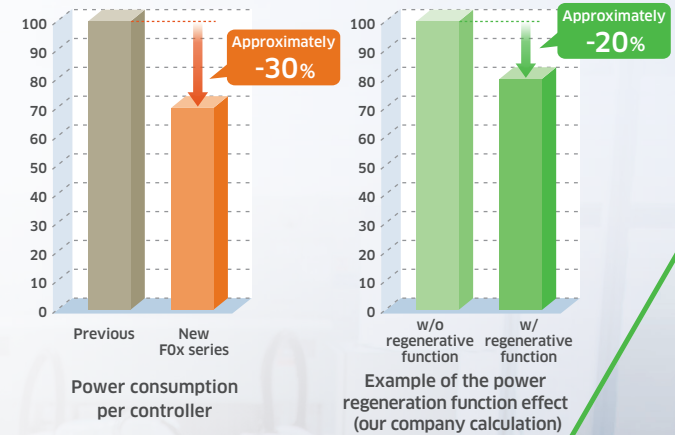 100
90
80
70
60
50
40
30
20
10
0
Approximately
-30%
Previous
New
F0x series
Power consumption
per controller
100
90
80
70
60
50
40
30
20
10
0
Approximately
-20%
w/o
regenerative
function
w/
regenerative
function
Example of the power
regeneration function effect
(our company calculation)